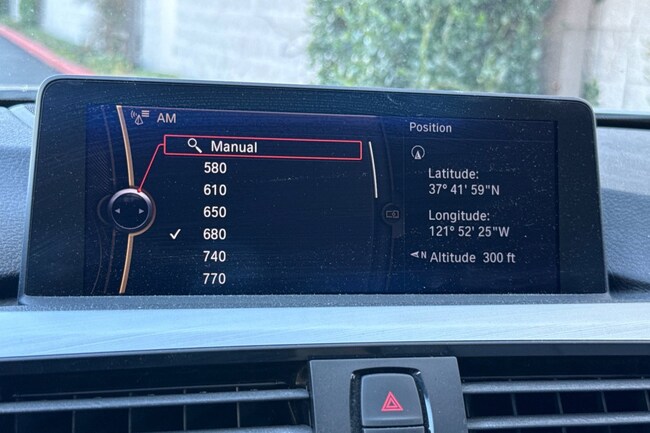 AM
Manual
580
610
650
680
740
770
Position
Latitude:
37° 41' 59"N
Longitude:
121° 52' 25"W
N Altitude 300 ft